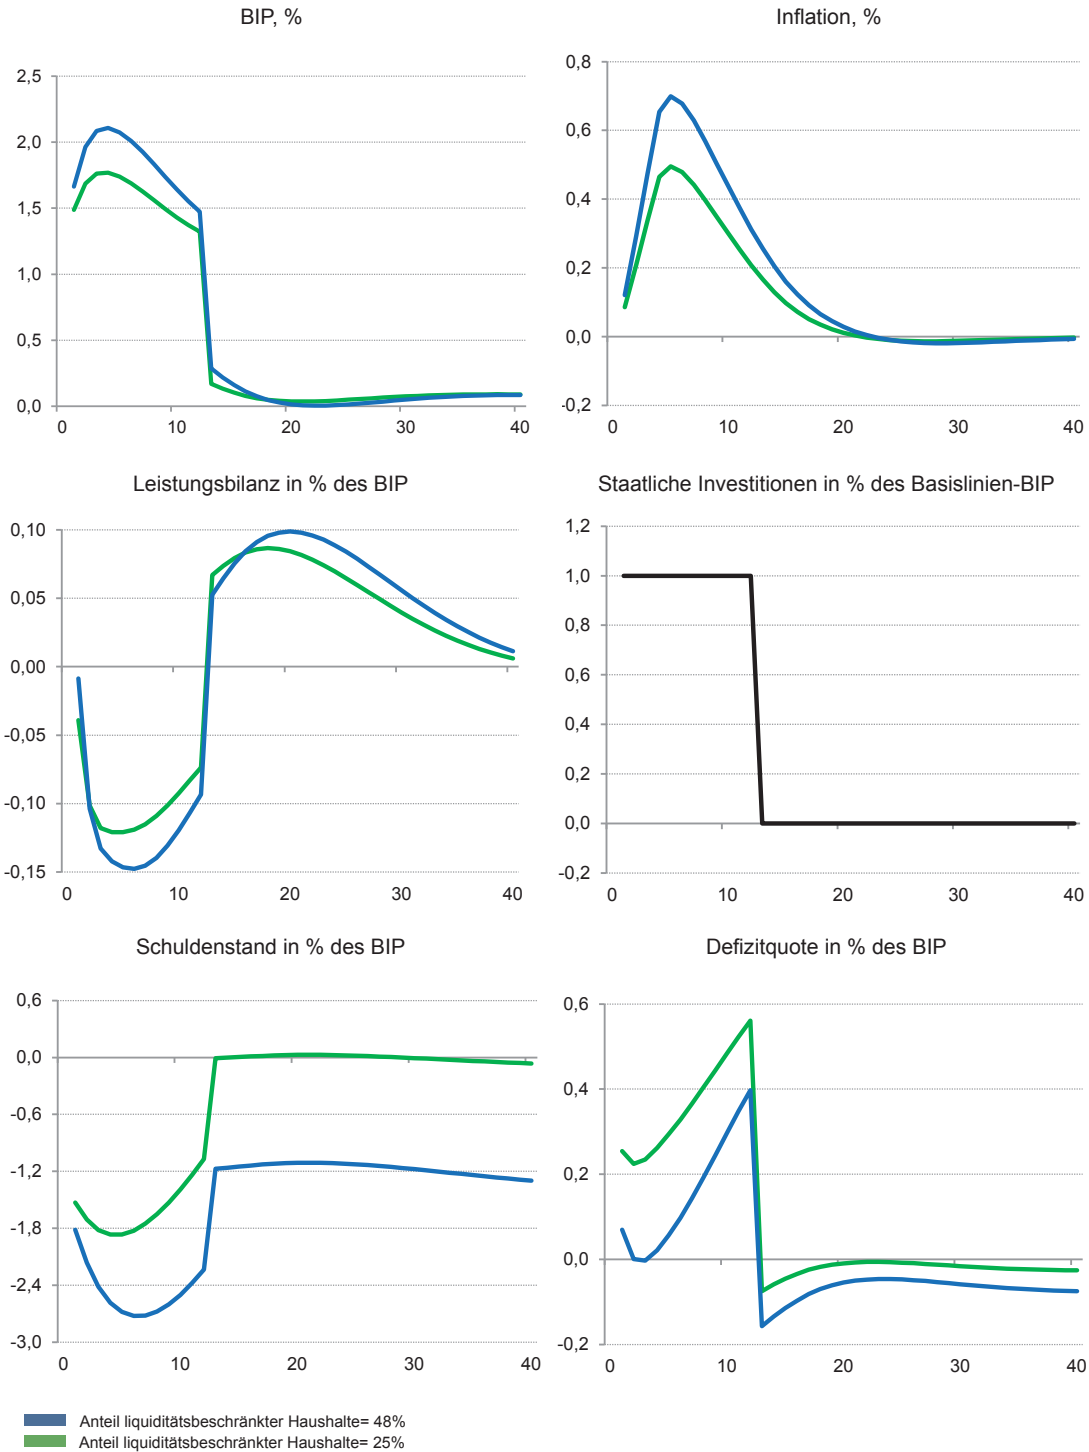 BIP, %
2,5
2,0
1,5
1,0
0,5
0,0
0 10 20 30 40
Inflation, %
0,8
0,6
0,4
0,2
0,0
-0,2
0 10 20 30 40
Leistungsbilanz in % des BIP
0,10
0,05
0,00
-0,05
-0,10
-0,15
0 10 20 30 40
Staatliche Investitionen in % des Basislinien-BIP
1,2
1,0
0,8
0,6
0,4
0,2
0,0
-0,2
0 10 20 30 40
Schuldenstand in % des BIP
0,6
0,0
-0,6
-1,2
-1,8
-2,4
-3,0
0 10 20 30 40
Defizitquote in % des BIP
0,6
0,4
0,2
0,0
-0,2
0 10 20 30 40
Anteil liquiditätsbeschränkter Haushalte= 48%
Anteil liquiditätsbeschränkter Haushalte= 25%